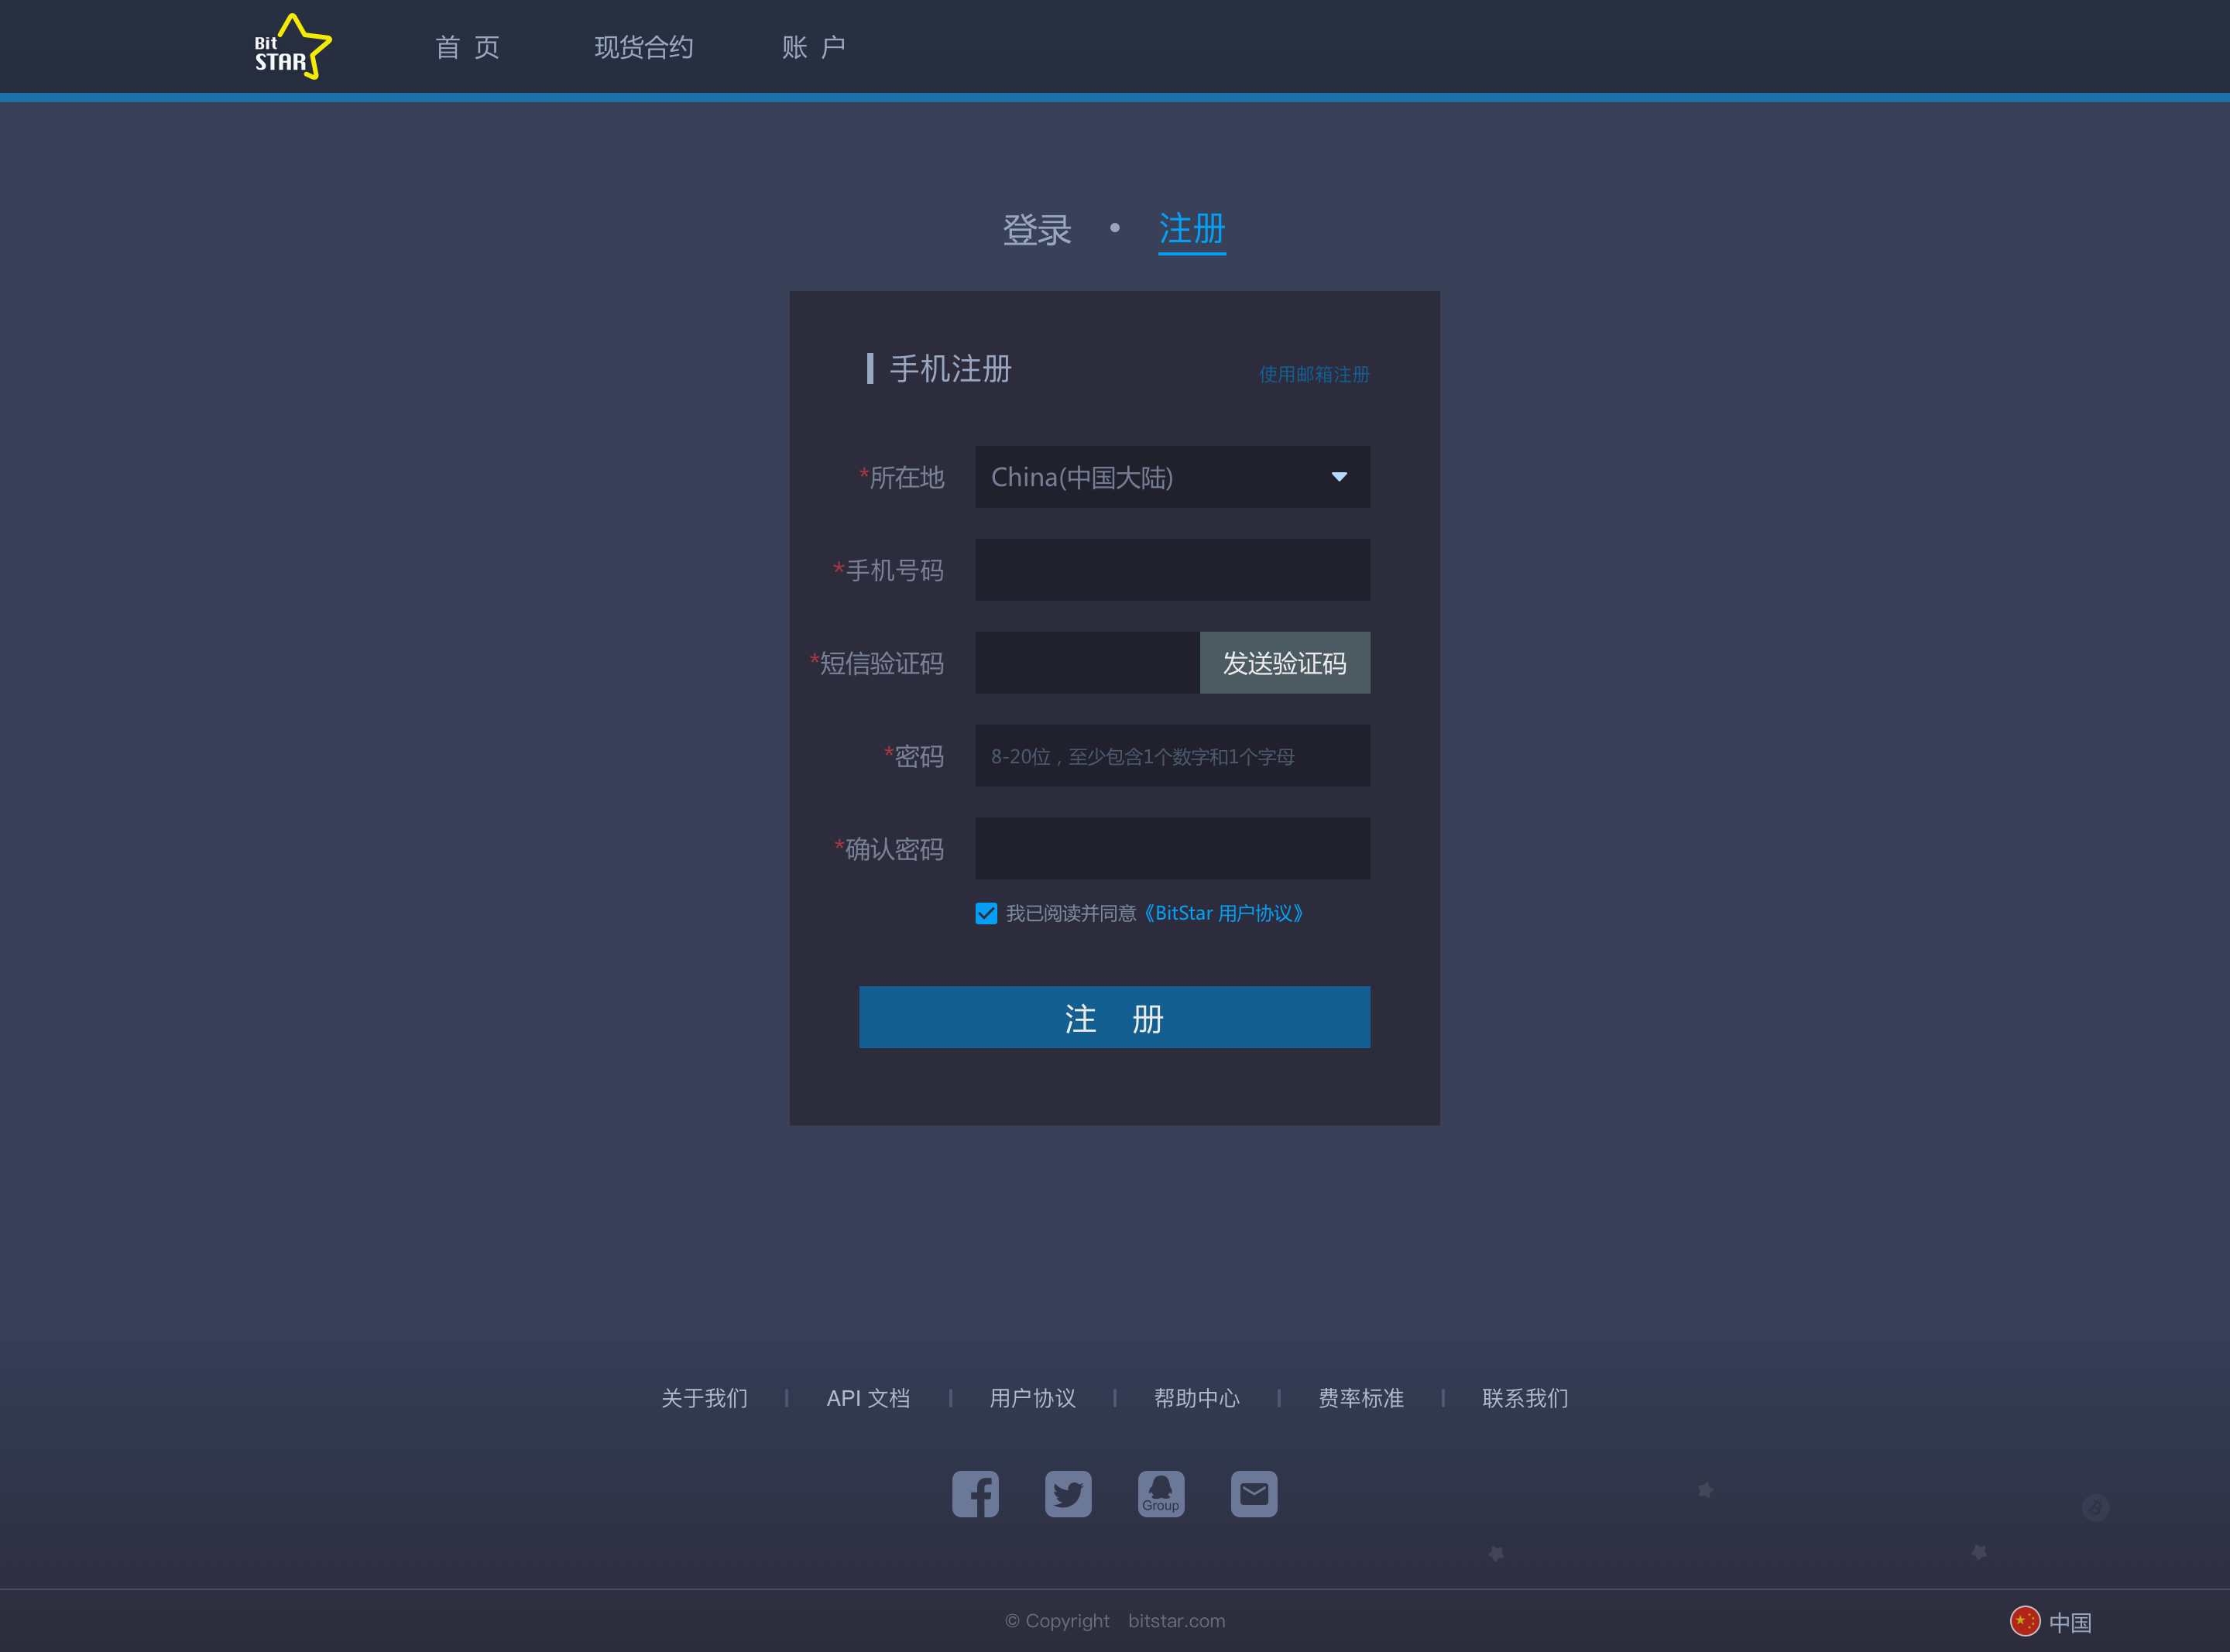 Bit
STAR
首 页 现货合约 账 户
登录 • 注册
手机注册 使用邮箱注册
*所在地 China(中国大陆)
*手机号码
*短信验证码 发送验证码
*密码 8-20位，至少包含1个数字和1个字母
*确认密码
我已阅读并同意《BitStar 用户协议》
注 册
关于我们 | API 文档 | 用户协议 | 帮助中心 | 费率标准 | 联系我们
Group
© Copyright bitstar.com 中国